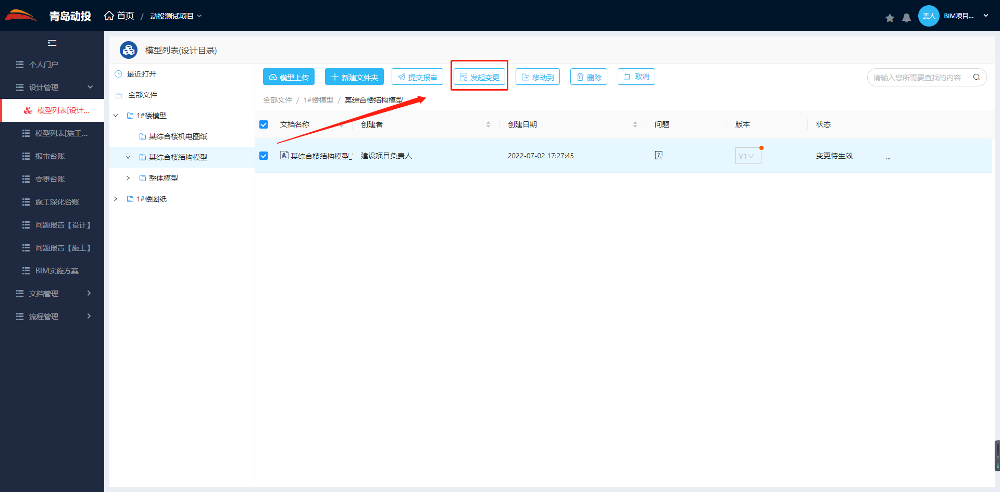 青岛动投 首页 / 动投测试项目
责人 BIM项目...
个人门户
设计管理
模型列表[设计...
模型列表[施工...
报审台账
变更台账
施工深化台账
问题报告【设计】
问题报告【施工】
BIM实施方案
文档管理
流程管理
模型列表(设计目录)
最近打开
全部文件
1#楼模型
某综合楼机电图纸
某综合楼结构模型
整体模型
1#楼图纸
模型上传 新建文件夹 提交报审 发起变更 移动到 删除 取消
请输入您所需要查找的内容
全部文件 / 1#楼模型 / 某综合楼结构模型
文档名称 创建者 创建日期 问题 版本 状态
某综合楼结构模型_ 建设项目负责人 2022-07-02 17:27:45 V1 变更待生效 ...